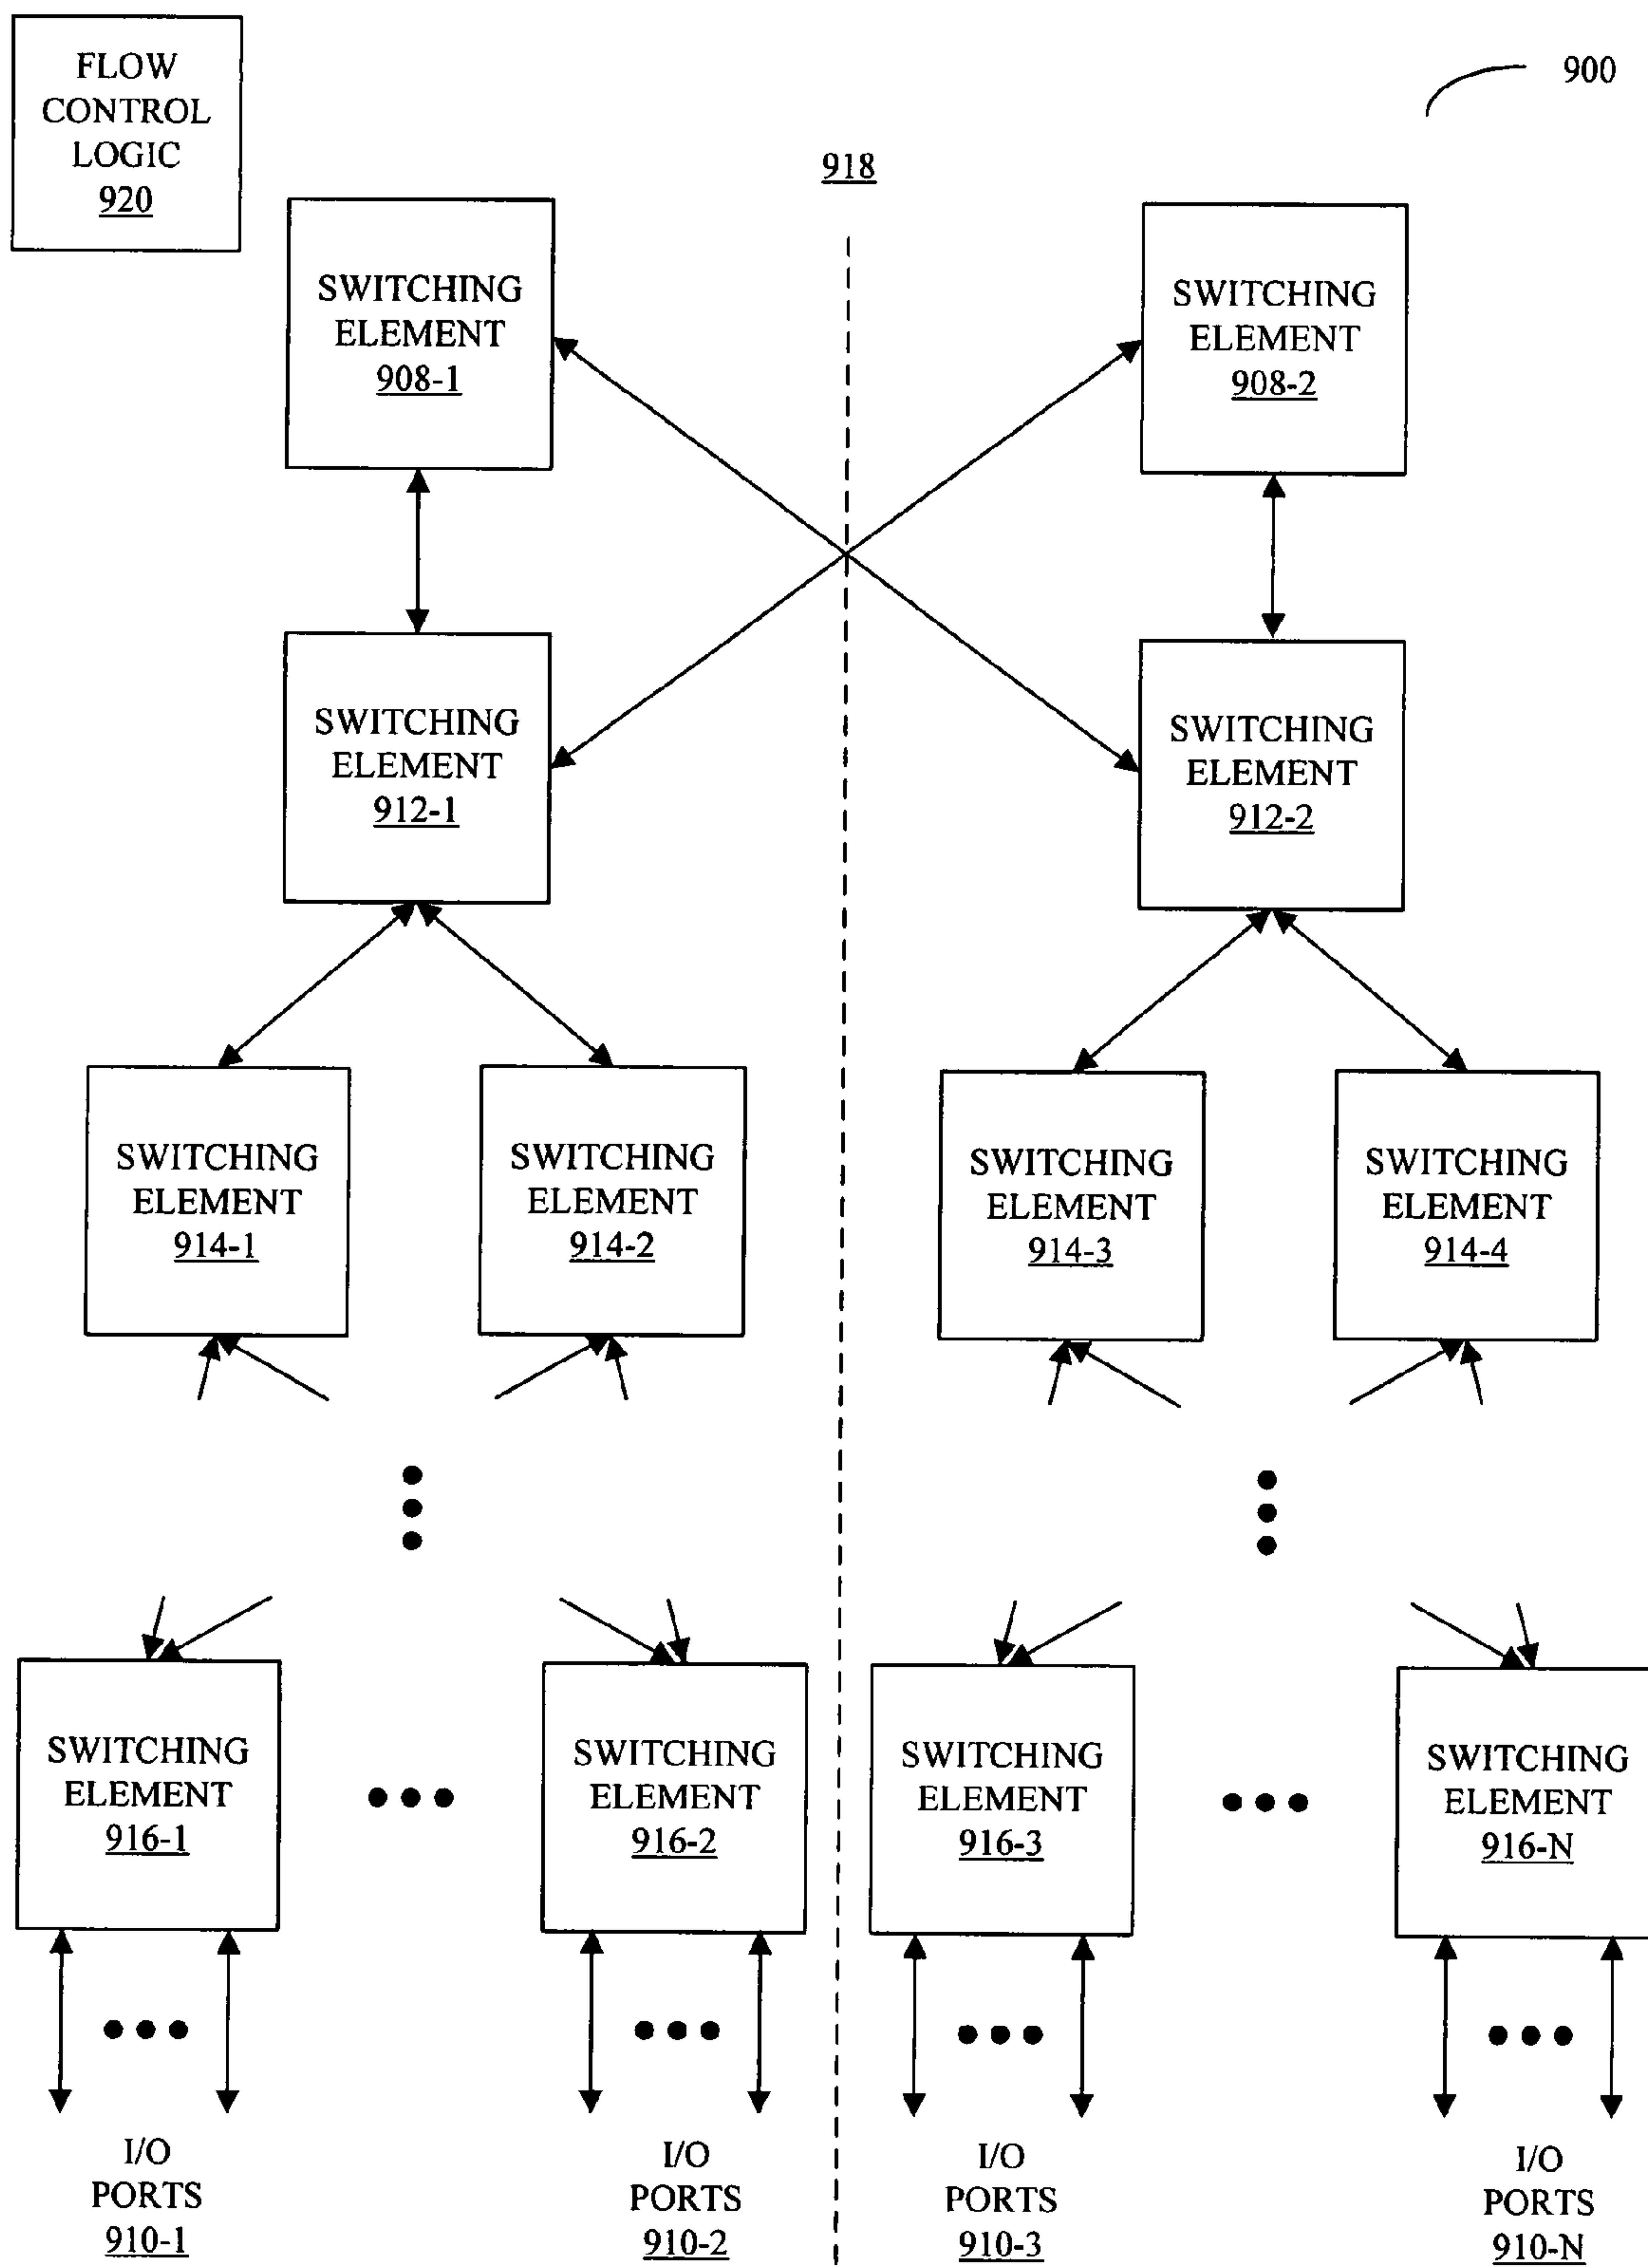 FLOW
CONTROL
LOGIC
920
900
918
SWITCHING
ELEMENT
908-1
SWITCHING
ELEMENT
908-2
SWITCHING
ELEMENT
912-1
SWITCHING
ELEMENT
912-2
SWITCHING
ELEMENT
914-1
SWITCHING
ELEMENT
914-2
SWITCHING
ELEMENT
914-3
SWITCHING
ELEMENT
914-4
SWITCHING
ELEMENT
916-1
SWITCHING
ELEMENT
916-2
SWITCHING
ELEMENT
916-3
SWITCHING
ELEMENT
916-N
I/O
PORTS
910-1
I/O
PORTS
910-2
I/O
PORTS
910-3
I/O
PORTS
910-N